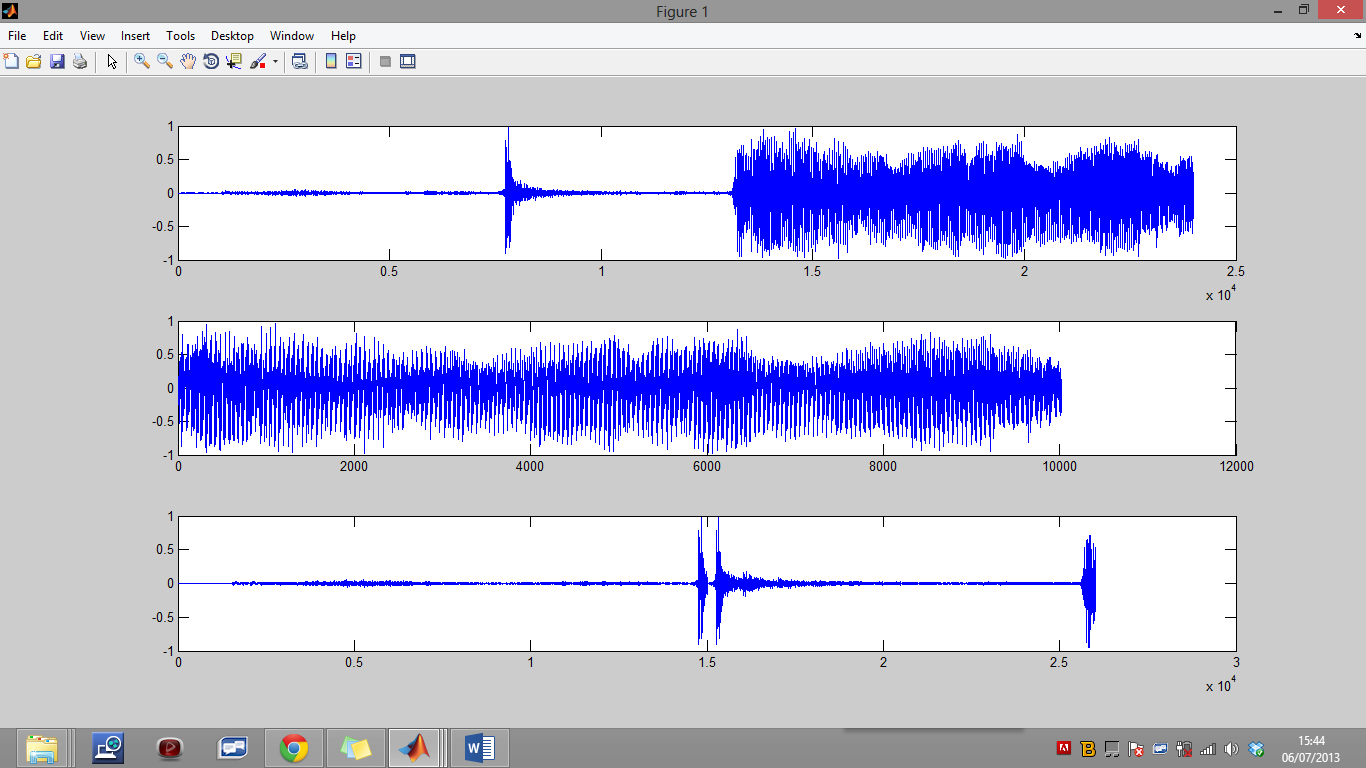 Figure 1
File Edit View Insert Tools Desktop Window Help
1
0.5
0
-0.5
-1
0 0.5 1 1.5 2 2.5
x 10^4
1
0.5
0
-0.5
-1
0 2000 4000 6000 8000 10000 12000
1
0.5
0
-0.5
-1
0 0.5 1 1.5 2 2.5 3
x 10^4
15:44
06/07/2013